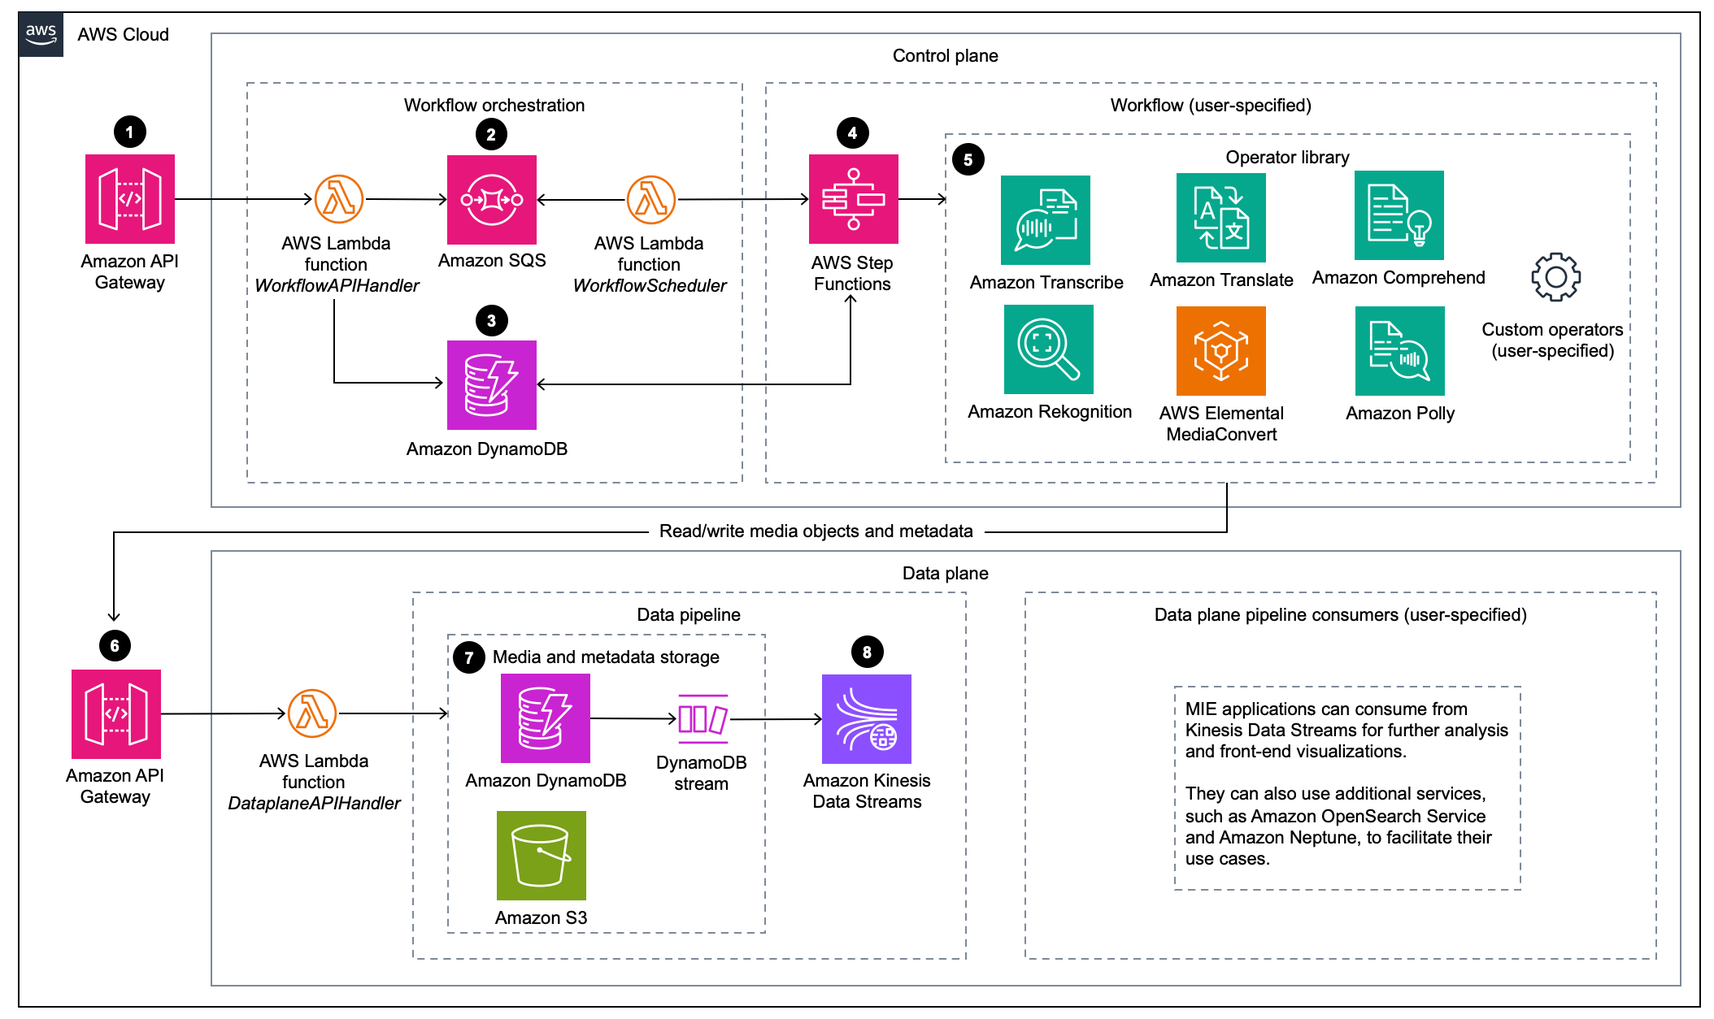 aws
AWS Cloud
Control plane
Workflow orchestration
Workflow (user-specified)
1
2
4
5
Operator library
Amazon API
Gateway
AWS Lambda
function
WorkflowAPIHandler
Amazon SQS
AWS Lambda
function
WorkflowScheduler
AWS Step
Functions
A
文
Amazon Transcribe
Amazon Translate
Amazon Comprehend
3
Amazon DynamoDB
Custom operators
(user-specified)
Amazon Rekognition
AWS Elemental
MediaConvert
Amazon Polly
Read/write media objects and metadata
Data plane
Data pipeline
Data plane pipeline consumers (user-specified)
6
7
Media and metadata storage
8
Amazon API
Gateway
AWS Lambda
function
DataplaneAPIHandler
Amazon DynamoDB
DynamoDB
stream
Amazon Kinesis
Data Streams
Amazon S3
MIE applications can consume from
Kinesis Data Streams for further analysis
and front-end visualizations.
They can also use additional services,
such as Amazon OpenSearch Service
and Amazon Neptune, to facilitate their
use cases.